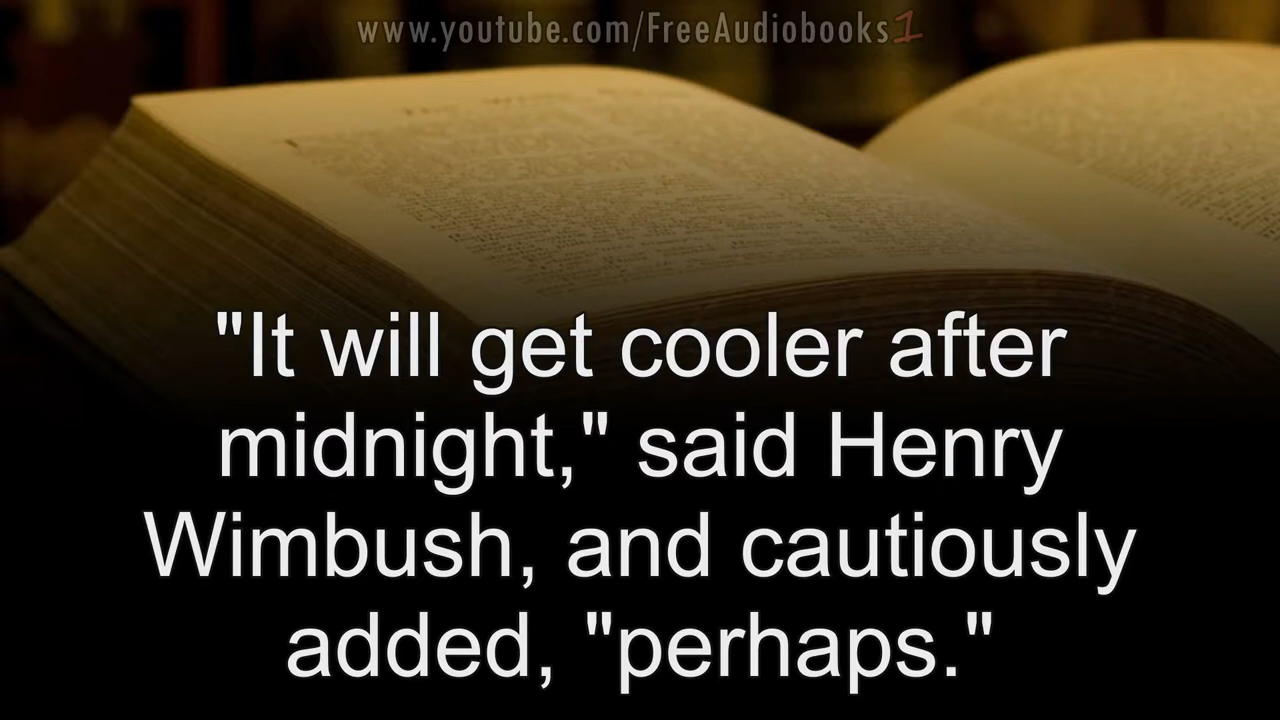 www.youtube.com/FreeAudiobooks1
"It will get cooler after
midnight," said Henry
Wimbush, and cautiously
added, "perhaps."